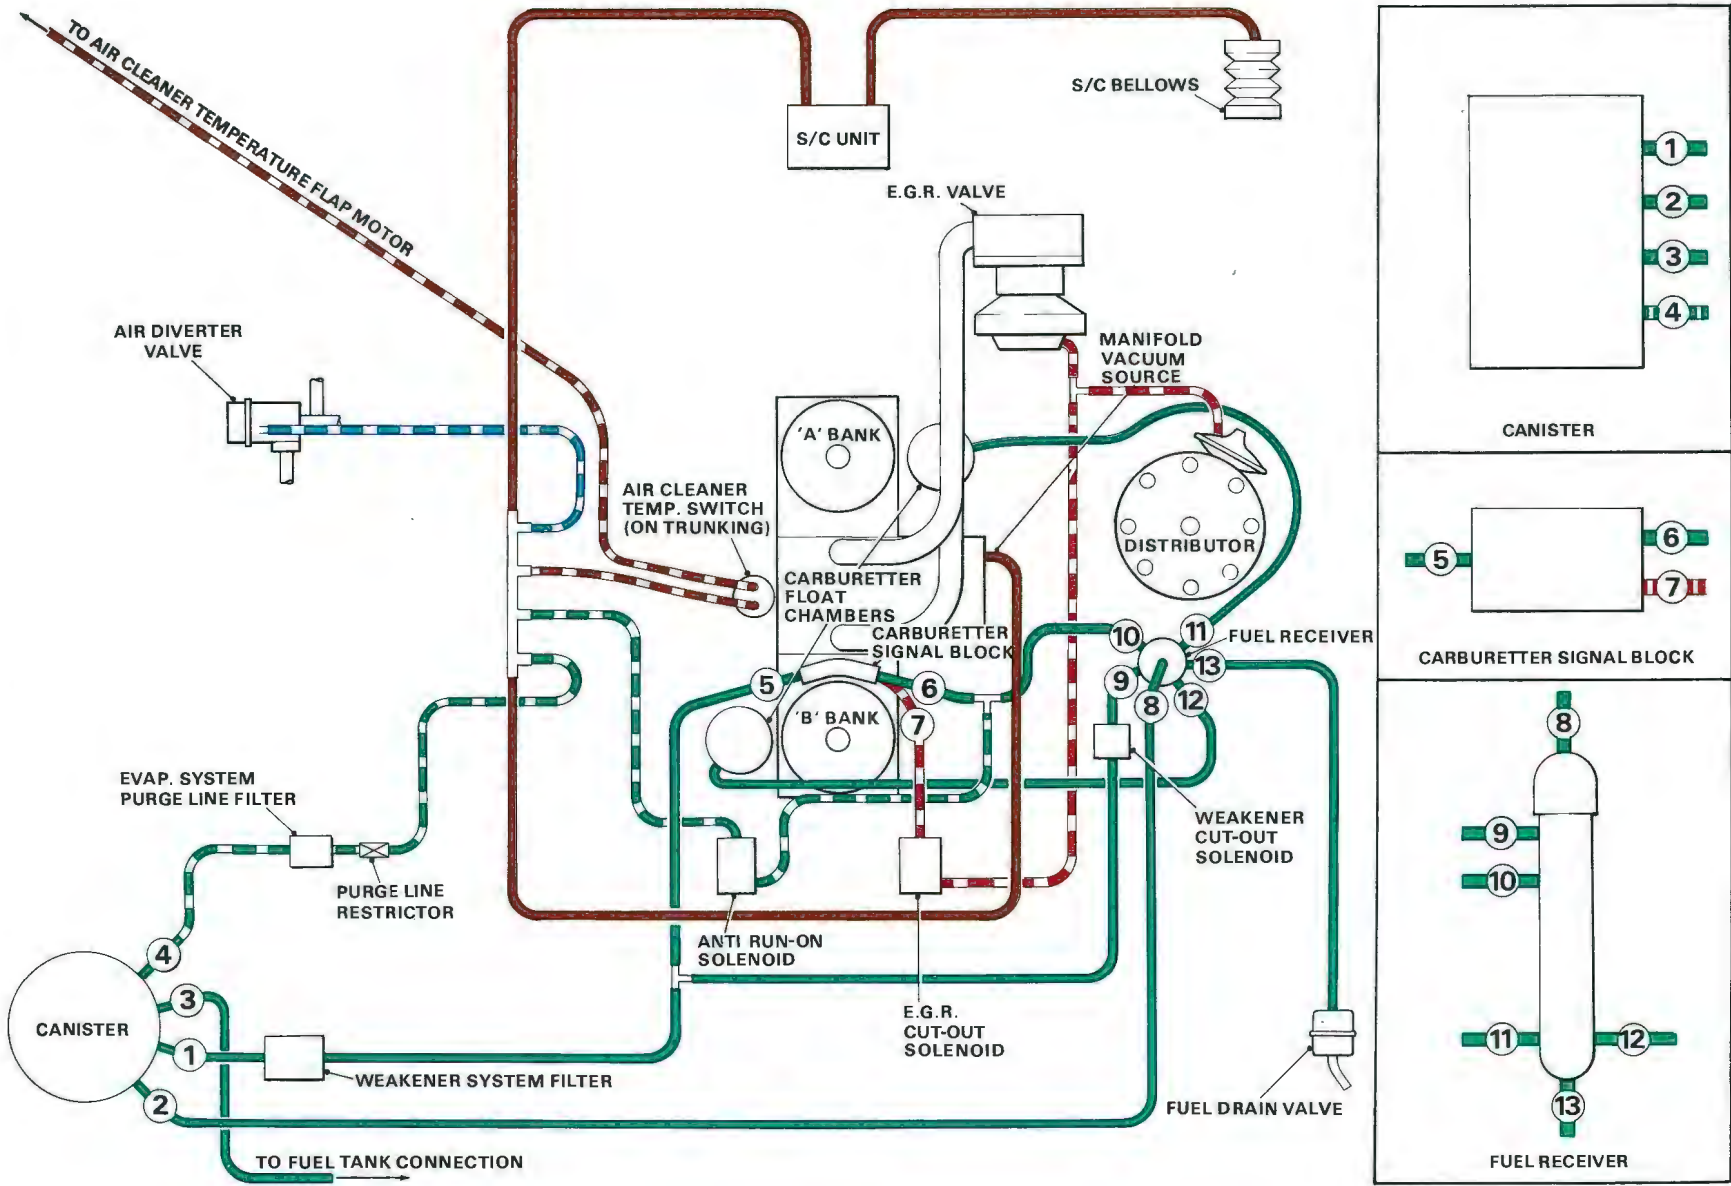 TO AIR CLEANER TEMPERATURE FLAP MOTOR
S/C BELLOWS
S/C UNIT
E.G.R. VALVE
AIR DIVERTER
VALVE
MANIFOLD
VACUUM
SOURCE
'A' BANK
AIR CLEANER
TEMP. SWITCH
(ON TRUNKING)
DISTRIBUTOR
CARBURETTER
FLOAT
CHAMBERS
CARBURETTER
SIGNAL BLOCK
10
11
FUEL RECEIVER
13
9
12
8
5
6
7
'B' BANK
EVAP. SYSTEM
PURGE LINE FILTER
WEAKENER
CUT-OUT
SOLENOID
PURGE LINE
RESTRICTOR
ANTI RUN-ON
SOLENOID
4
3
CANISTER
1
2
E.G.R.
CUT-OUT
SOLENOID
WEAKENER SYSTEM FILTER
FUEL DRAIN VALVE
TO FUEL TANK CONNECTION
1
2
3
4
CANISTER
5
6
7
CARBURETTER SIGNAL BLOCK
8
9
10
11
12
13
FUEL RECEIVER